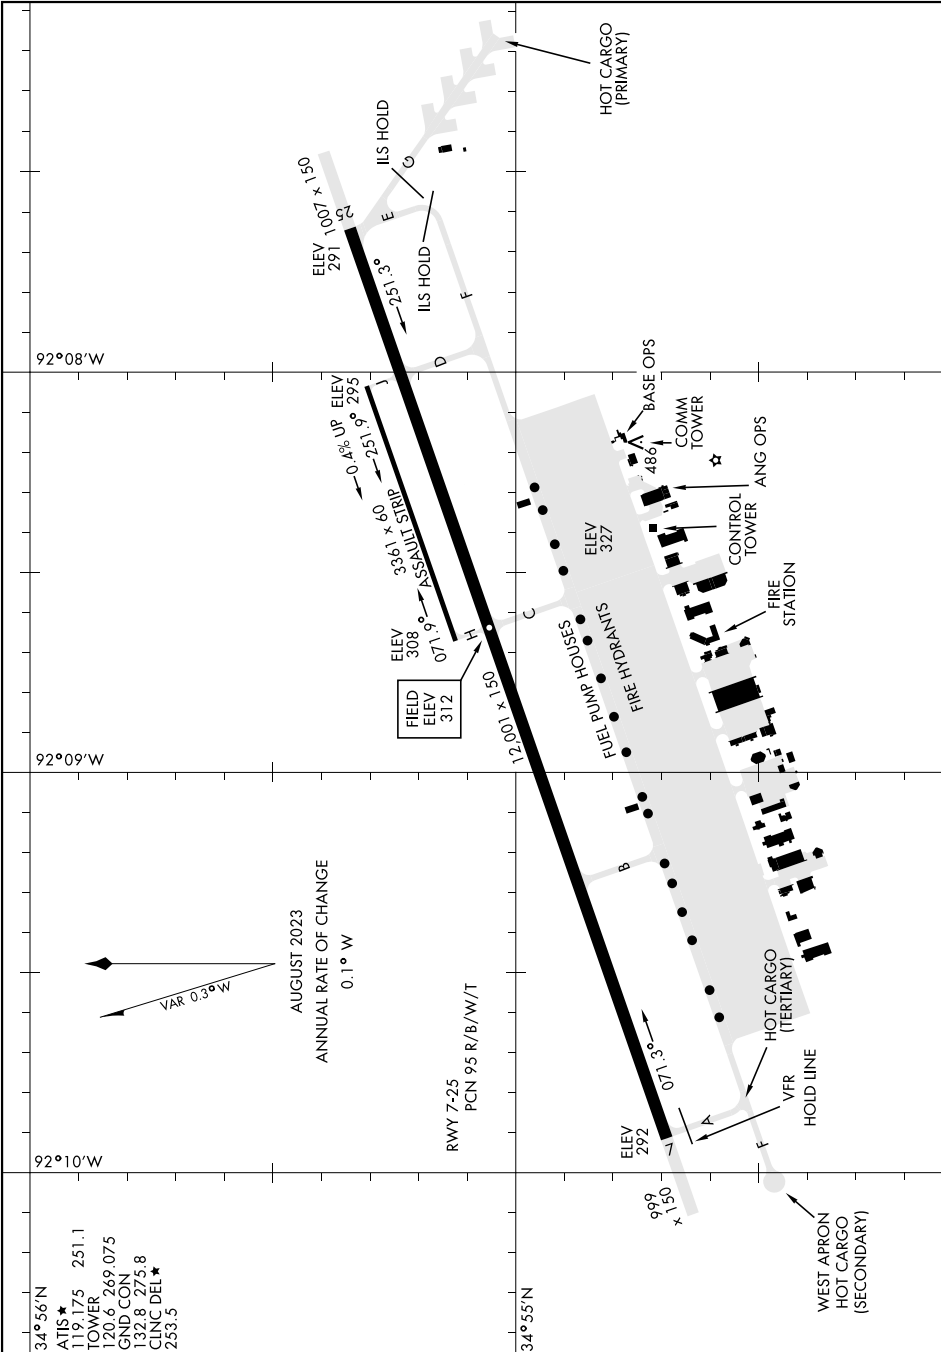 HOT CARGO
(PRIMARY)
ILS HOLD
G
1007 x 150
25
E
ELEV
291
ILS HOLD
251.3°
F
92°08'W
D
J
ELEV
295
0.4% UP
251.9°
3361 x 60
ASSAULT STRIP
071.9°
ELEV
308
H
FIELD
ELEV
312
C
BASE OPS
COMM
TOWER
486
ANG OPS
ELEV
327
CONTROL
TOWER
FIRE
STATION
FUEL PUMP HOUSES
FIRE HYDRANTS
12,001 x 150
92°09'W
B
VAR 0.3° W
AUGUST 2023
ANNUAL RATE OF CHANGE
0.1° W
RWY 7-25
PCN 95 R/B/W/T
071.3°
HOT CARGO
(TERTIARY)
VFR
HOLD LINE
A
F
ELEV
292
7
92°10'W
999
x 150
WEST APRON
HOT CARGO
(SECONDARY)
34°56'N
ATIS★
119.175 251.1
TOWER
120.6 269.075
GND CON
132.8 275.8
CLNC DEL★
253.5
34°55'N